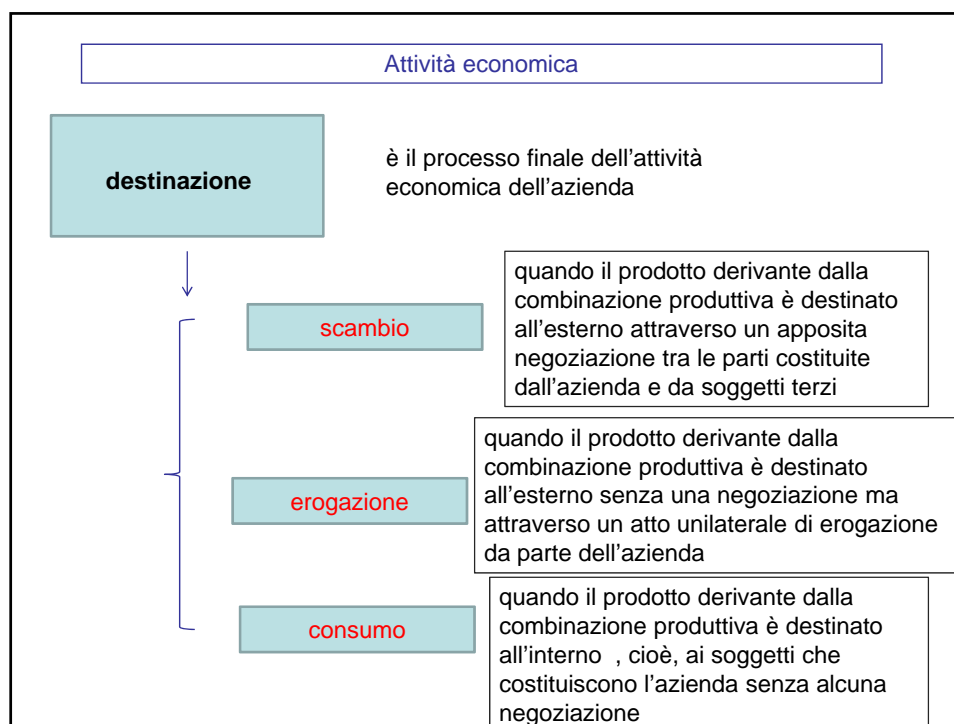 Attività economica
destinazione
è il processo finale dell'attività
economica dell'azienda
scambio
quando il prodotto derivante dalla
combinazione produttiva è destinato
all'esterno attraverso un apposita
negoziazione tra le parti costituite
dall'azienda e da soggetti terzi
erogazione
quando il prodotto derivante dalla
combinazione produttiva è destinato
all'esterno senza una negoziazione ma
attraverso un atto unilaterale di erogazione
da parte dell'azienda
consumo
quando il prodotto derivante dalla
combinazione produttiva è destinato
all'interno , cioè, ai soggetti che
costituiscono l'azienda senza alcuna
negoziazione